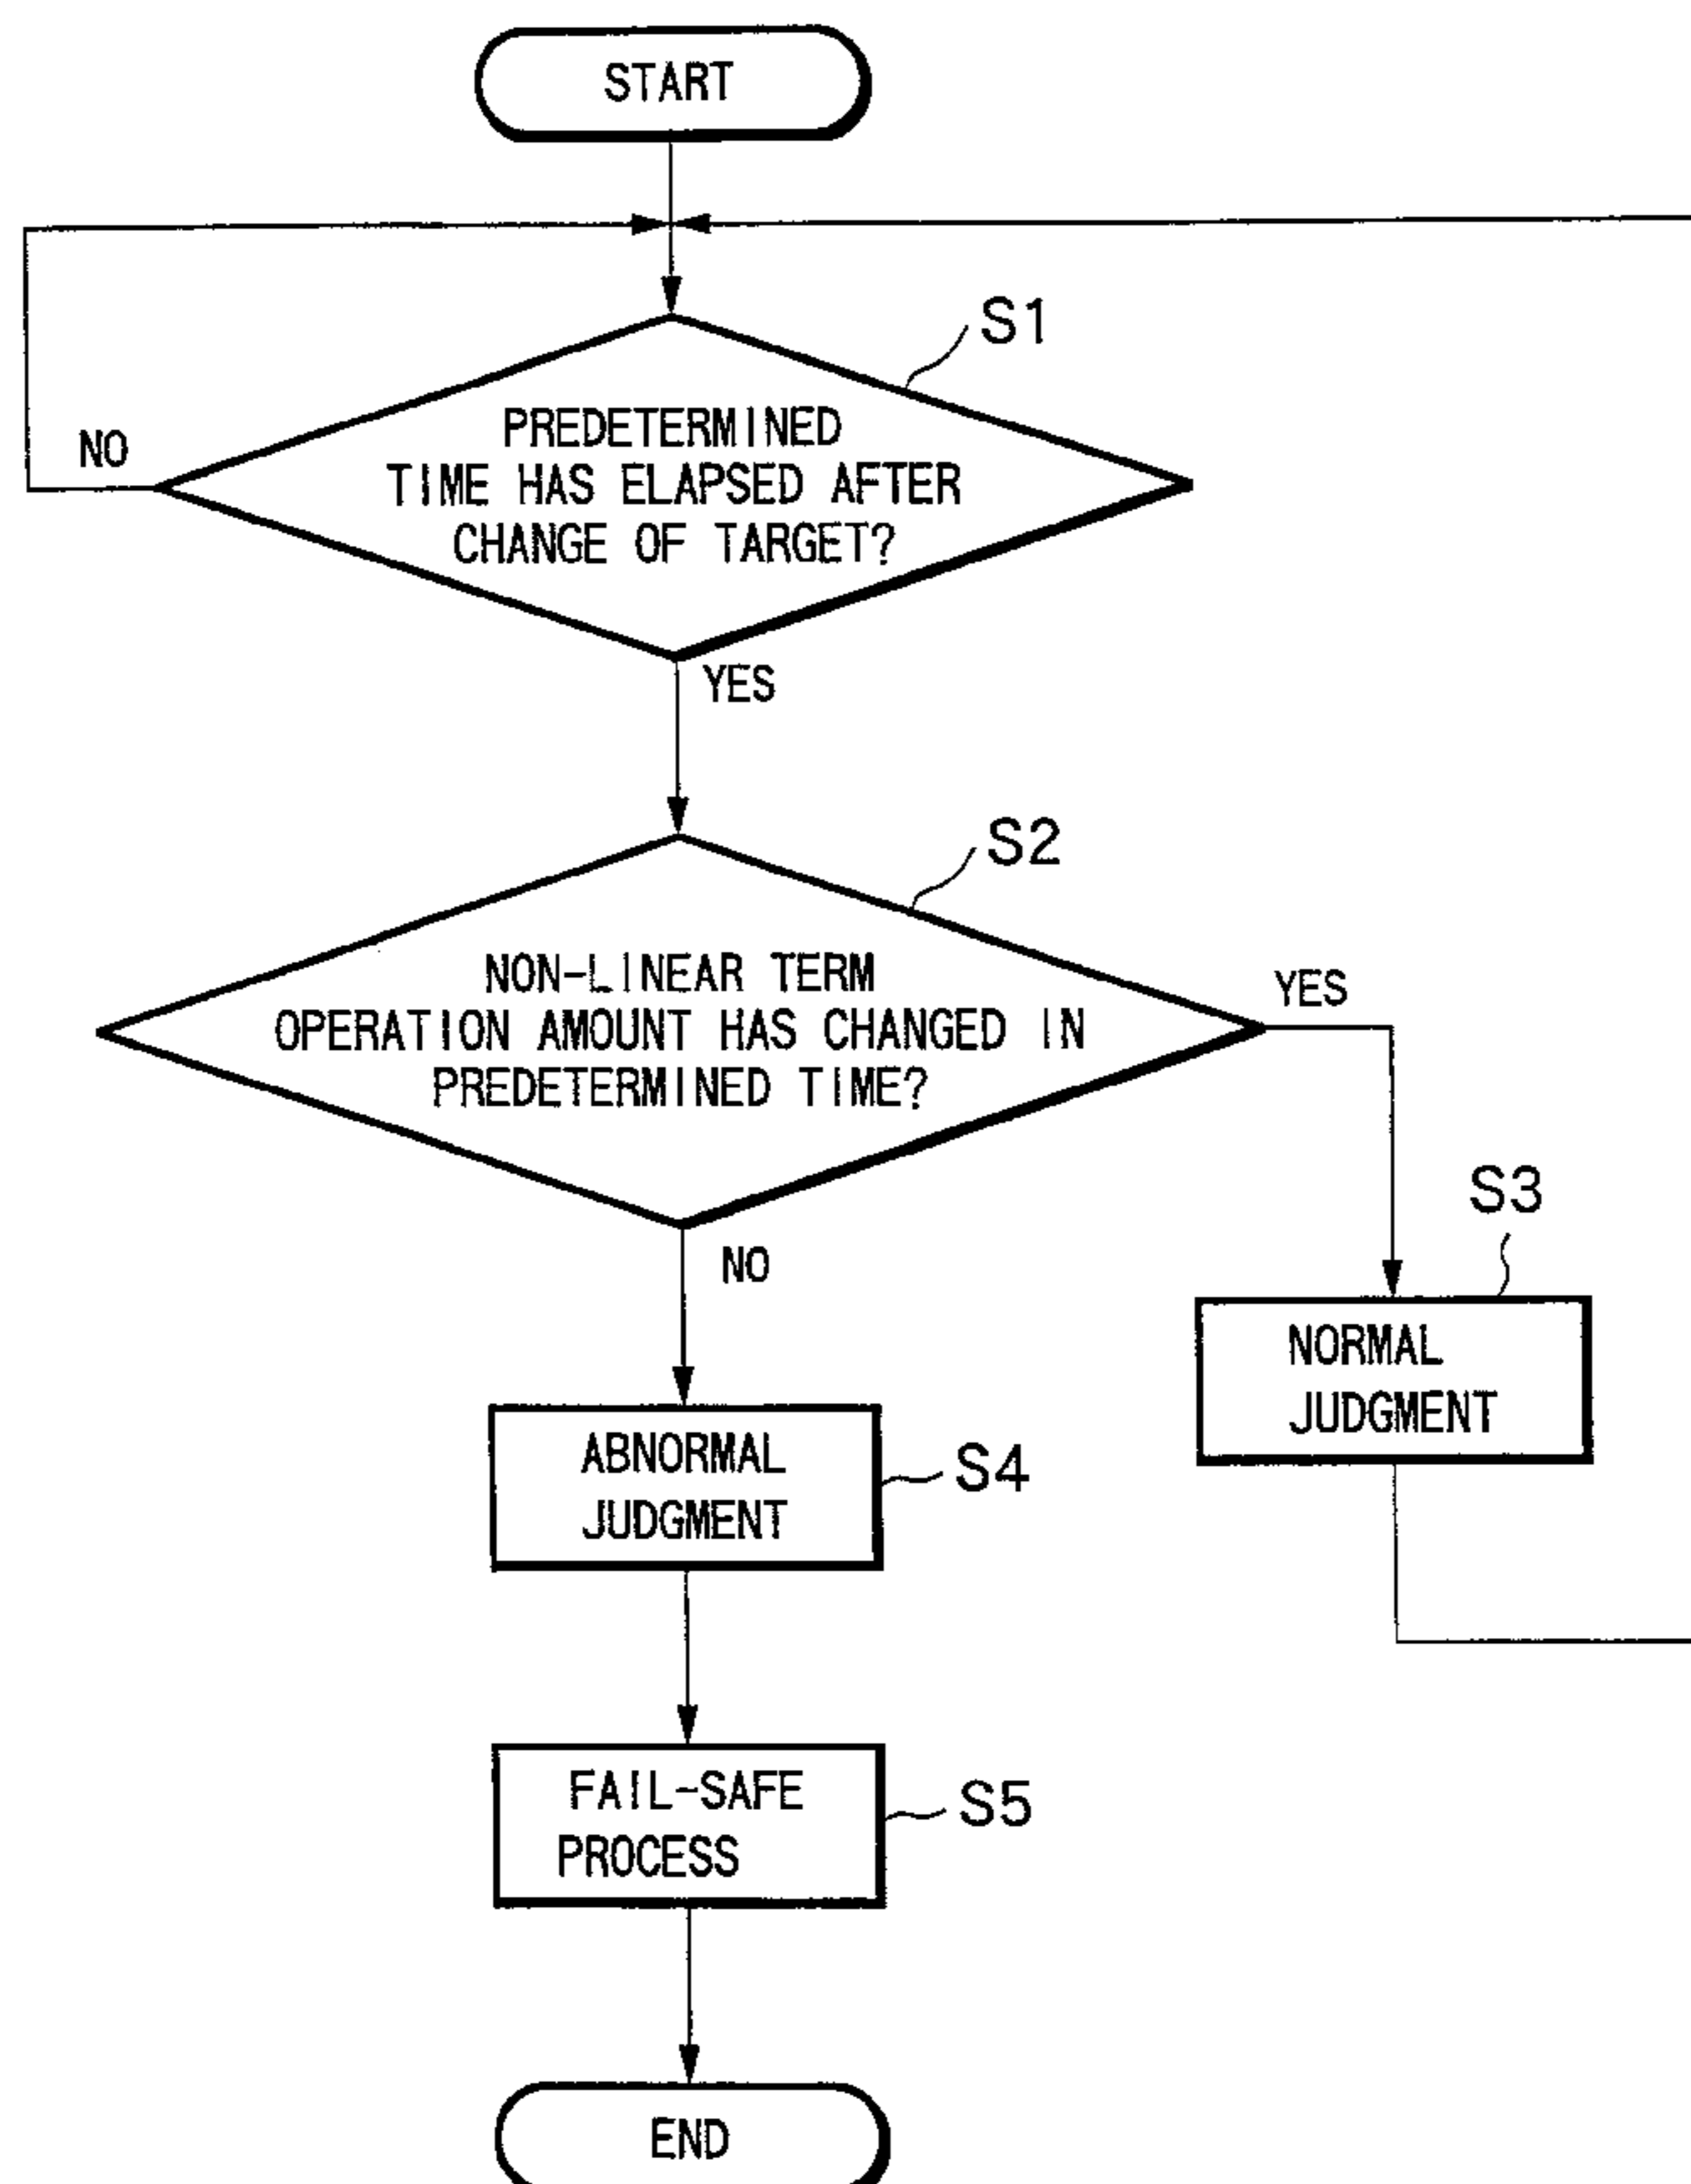 START
S1
PREDETERMINED
TIME HAS ELAPSED AFTER
CHANGE OF TARGET?
NO
YES
S2
NON-LINEAR TERM
OPERATION AMOUNT HAS CHANGED IN
PREDETERMINED TIME?
YES
NO
S3
NORMAL
JUDGMENT
ABNORMAL
JUDGMENT
S4
FAIL-SAFE
PROCESS
S5
END